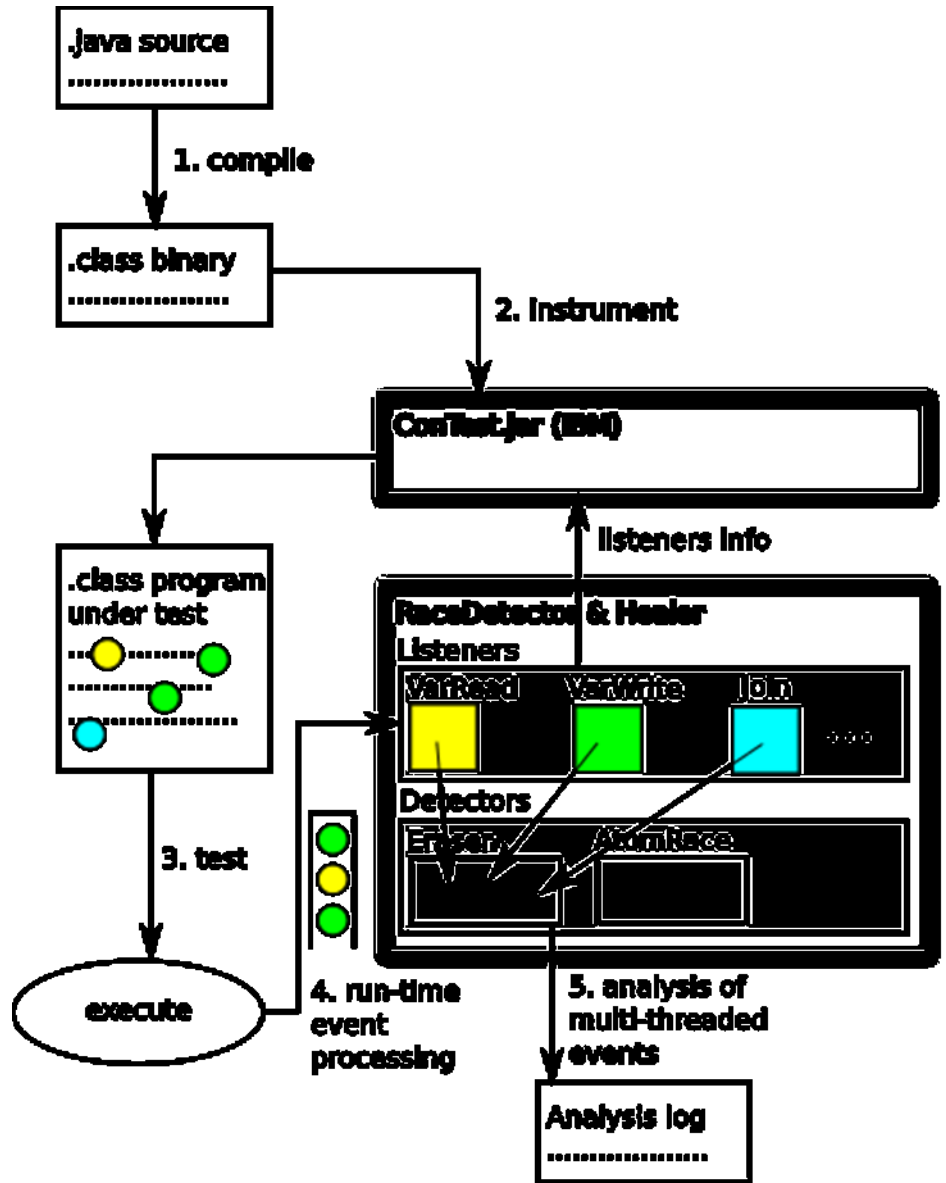 .java source
1. compile
.class binary
2. instrument
ConTest.jar (IBM)
listeners info
.class program
under test
RaceDetector & Healer
Listeners
VarRead
VarWrite
Join
Detectors
Eraser
AtomRace
3. test
execute
4. run-time
event
processing
5. analysis of
multi-threaded
events
Analysis log